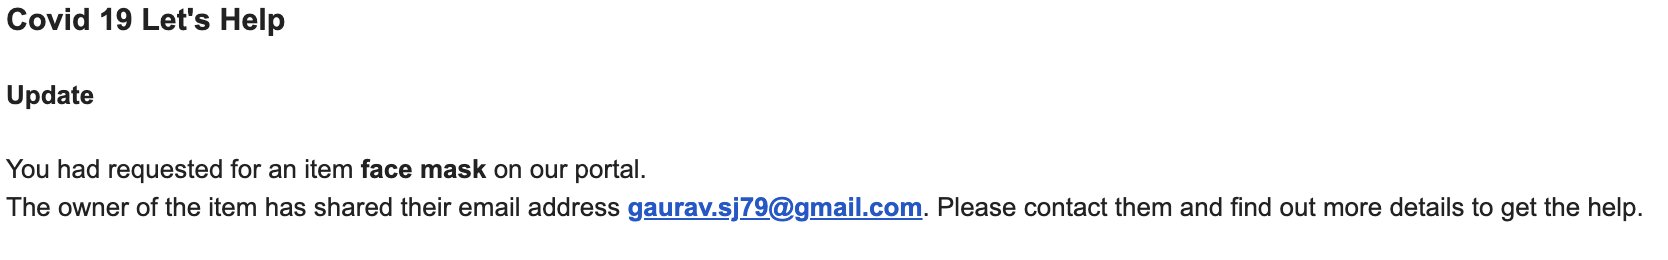 Covid 19 Let's Help
Update
You had requested for an item face mask on our portal.
The owner of the item has shared their email address gaurav.sj79@gmail.com. Please contact them and find out more details to get the help.